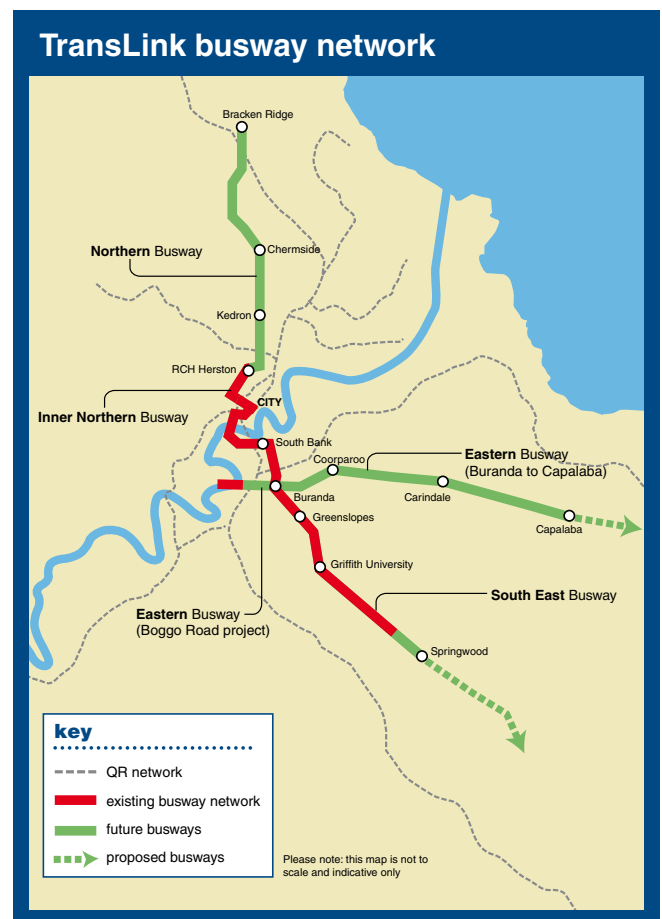 TransLink busway network
Bracken Ridge
Northern Busway
Chermside
Kedron
RCH Herston
CITY
Inner Northern Busway
South Bank
Coorparoo
Eastern Busway
(Buranda to Capalaba)
Buranda
Carindale
Greenslopes
Capalaba
Griffith University
South East Busway
Eastern Busway
(Boggo Road project)
Springwood
key
QR network
existing busway network
future busways
proposed busways
Please note: this map is not to
scale and indicative only